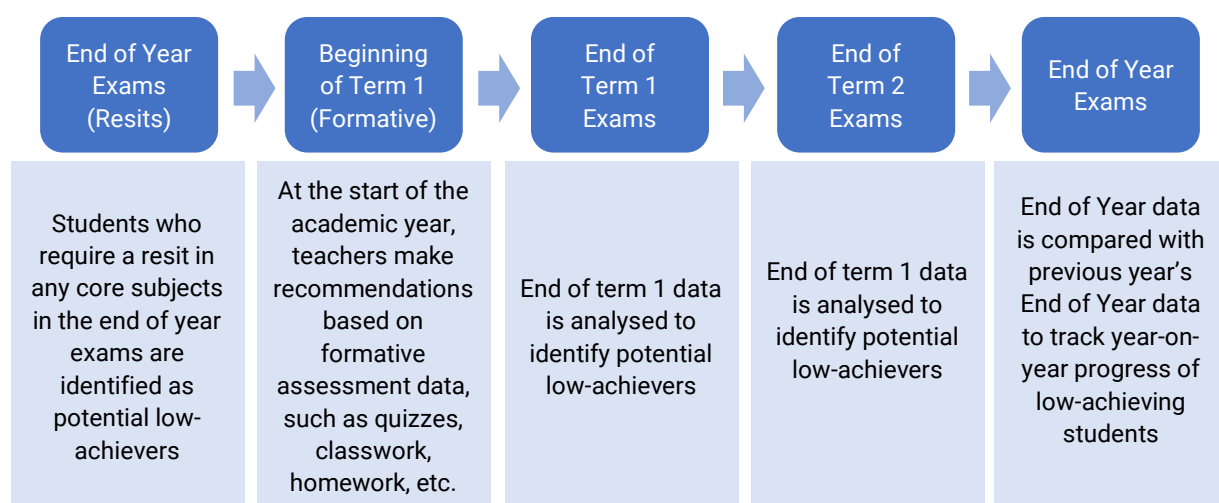 End of Year
Exams
(Resits)
Beginning
of Term 1
(Formative)
End of
Term 1
Exams
End of
Term 2
Exams
End of Year
Exams
Students who
require a resit in
any core subjects
in the end of year
exams are
identified as
potential low-
achievers
At the start of the
academic year,
teachers make
recommendations
based on
formative
assessment data,
such as quizzes,
classwork,
homework, etc.
End of term 1 data
is analysed to
identify potential
low-achievers
End of term 1 data
is analysed to
identify potential
low-achievers
End of Year data
is compared with
previous year’s
End of Year data
to track year-on-
year progress of
low-achieving
students